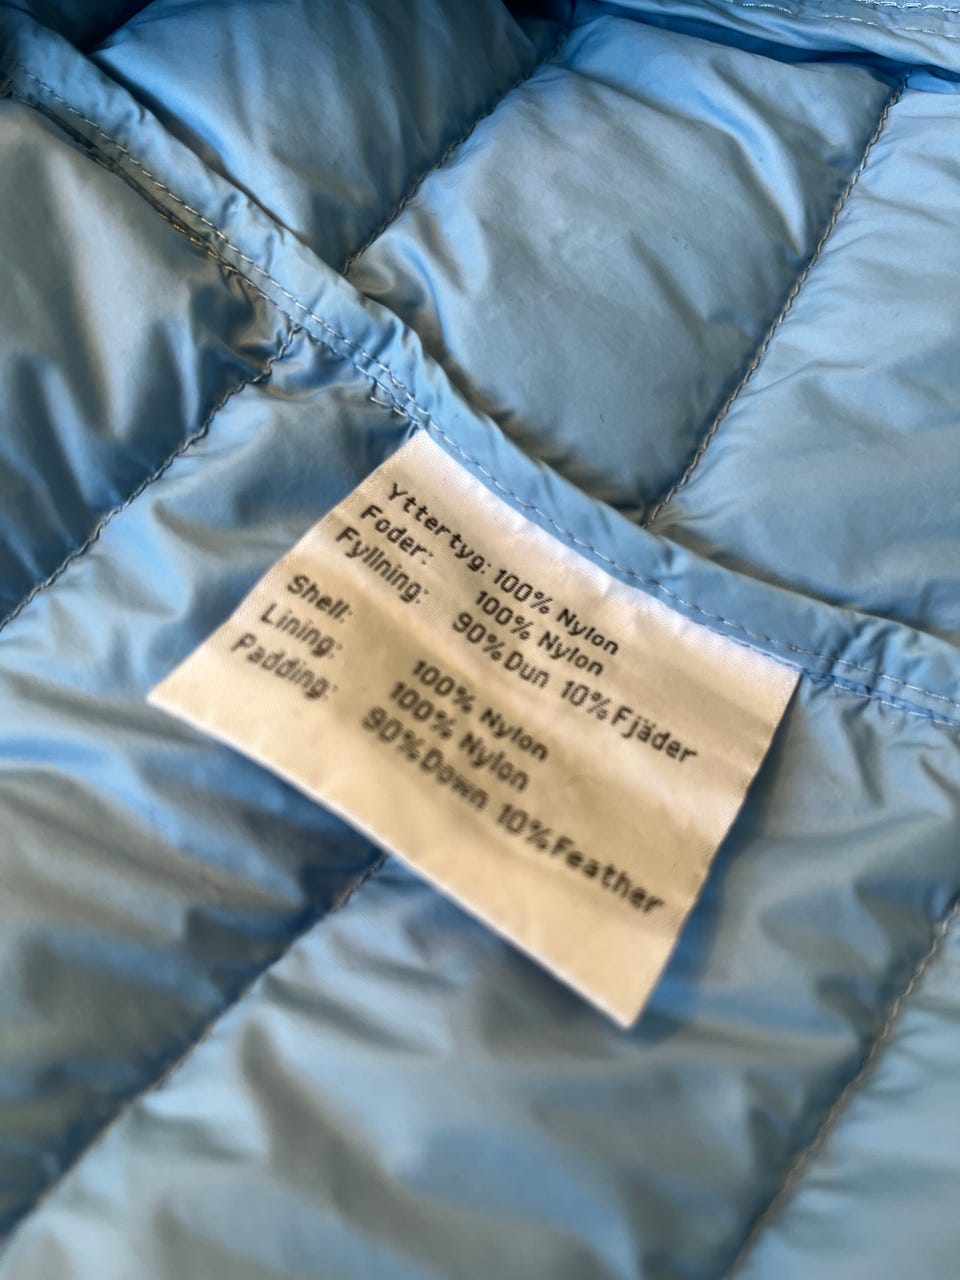 Yttertyg: 100% Nylon
Foder: 100% Nylon
Fyllning: 90% Dun 10% Fjäder
Shell: 100% Nylon
Lining: 100% Nylon
Padding: 90% Down 10% Feather